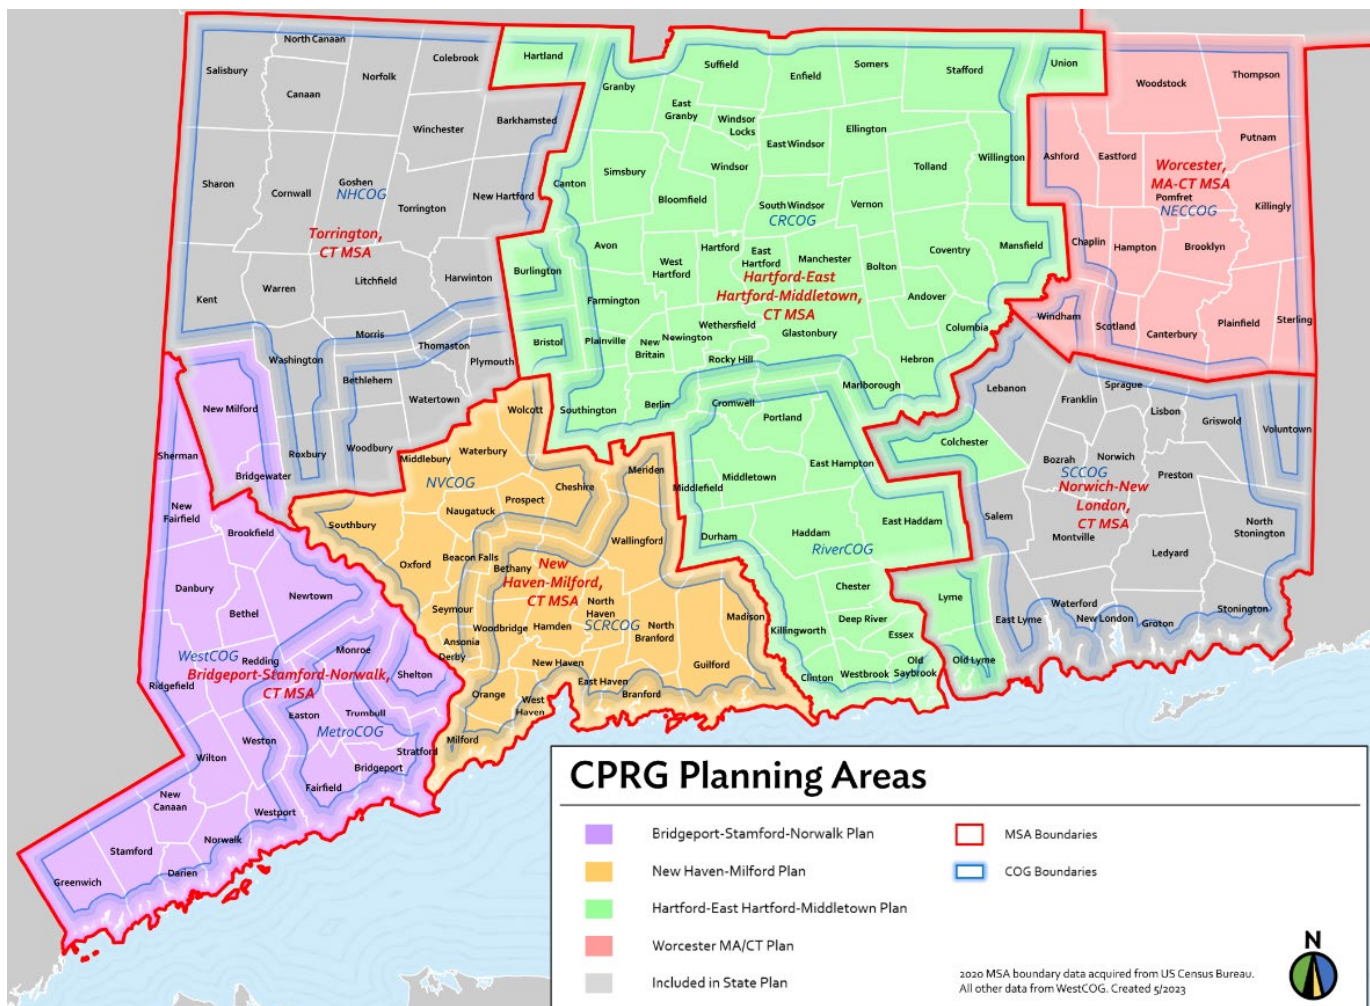 North Canaan
Colebrook
Hartland
Suffield
Enfield
Somers
Stafford
Union
Salisbury
Norfolk
Canaan
Granby
Woodstock
Thompson
East
Granby
Windsor
Locks
Barkhamsted
Winchester
Ellington
East Windsor
Putnam
Windsor
Tolland
Willington
Ashford
Eastford
Worcester,
MA-CT MSA
Pomfret
NECCOG
Simsbury
Canton
Sharon
Cornwall
Goshen
NHCOG
New Hartford
Bloomfield
South Windsor
CRCOG
Vernon
Killingly
Torrington
Torrington,
CT MSA
Avon
Hartford
East
Hartford
Manchester
Bolton
Coventry
Mansfield
Chaplin
Hampton
Brooklyn
West
Hartford
Burlington
Harwinton
Litchfield
Warren
Kent
Farmington
Hartford-East
Hartford-Middletown,
CT MSA
Andover
Windham
Scotland
Canterbury
Plainfield
Sterling
Morris
Washington
Thomaston
Plymouth
Bristol
Plainville
New
Britain
Newington
Wethersfield
Glastonbury
Rocky Hill
Columbia
Hebron
Marlborough
Bethlehem
Watertown
New Milford
Wolcott
Southington
Berlin
Cromwell
Portland
Lebanon
Franklin
Sprague
Lisbon
Griswold
Voluntown
Colchester
Sherman
Bridgewater
Roxbury
Woodbury
Middlebury
Waterbury
NVCOG
Cheshire
Meriden
Middlefield
Middletown
East Hampton
Bozrah
Norwich
SCCOG
Preston
Norwich-New
London,
CT MSA
New
Fairfield
Brookfield
Southbury
Naugatuck
Prospect
Wallingford
Durham
Haddam
RiverCOG
East Haddam
Salem
Montville
Ledyard
North
Stonington
Danbury
Newtown
Bethel
Oxford
Beacon Falls
Bethany
New
Haven-Milford,
CT MSA
Seymour
Woodbridge
Hamden
North
Haven
SCRCOG
North
Branford
Madison
Chester
Deep River
Killingworth
Essex
Lyme
East Lyme
Waterford
New London
Groton
Stonington
Ansonia
Derby
WestCOG
Redding
Bridgeport-Stamford-Norwalk,
CT MSA
Monroe
Shelton
Ridgefield
New Haven
East Haven
Guilford
Branford
Clinton
Westbrook
Old
Saybrook
Old Lyme
Orange
West
Haven
Milford
Easton
Trumbull
MetroCOG
Weston
Wilton
Stratford
Bridgeport
Fairfield
New
Canaan
Westport
Norwalk
Stamford
Darien
Greenwich
CPRG Planning Areas
Bridgeport-Stamford-Norwalk Plan
New Haven-Milford Plan
Hartford-East Hartford-Middletown Plan
Worcester MA/CT Plan
Included in State Plan
MSA Boundaries
COG Boundaries
2020 MSA boundary data acquired from US Census Bureau.
All other data from WestCOG. Created 5/2023
N